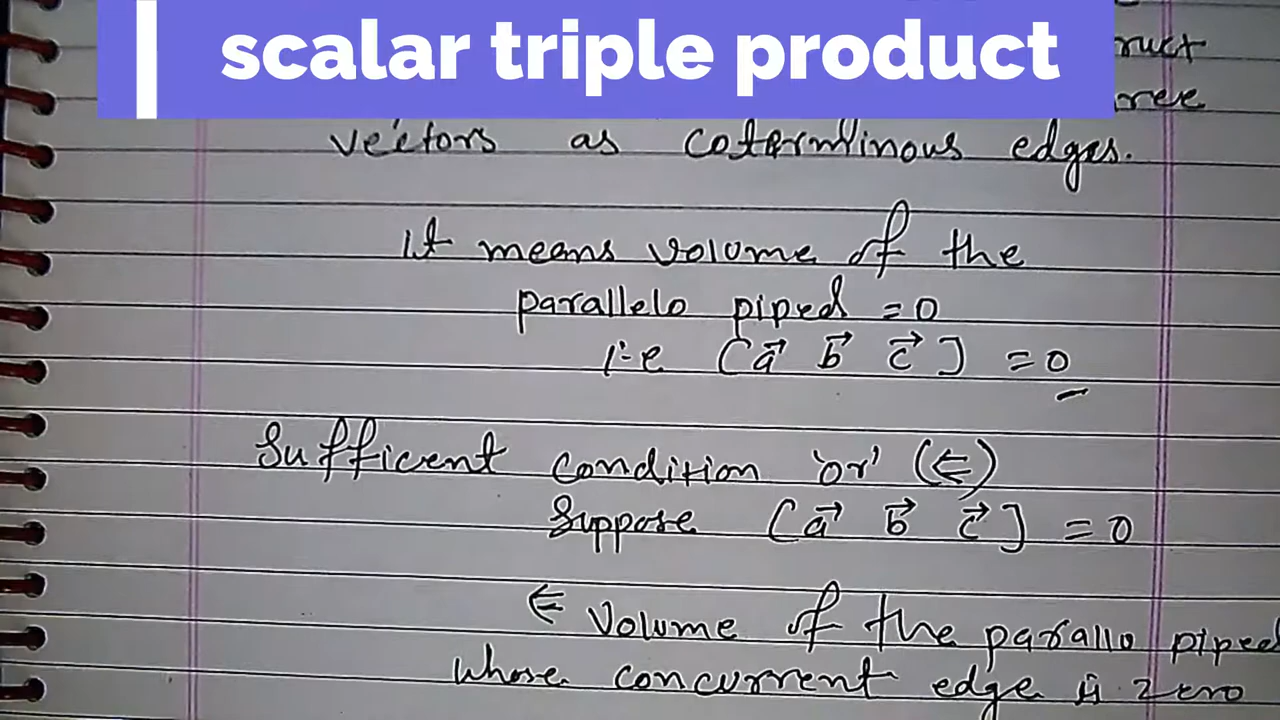 scalar triple product
vectors as coterminous edges.
it means volume of the
parallelo piped = 0
i-e [a⃗ b⃗ c⃗] = 0
Sufficent condition 'or' (⇐)
Suppose [a⃗ b⃗ c⃗] = 0
⇐ Volume of the parallo piped
whose concurrent edge is zero